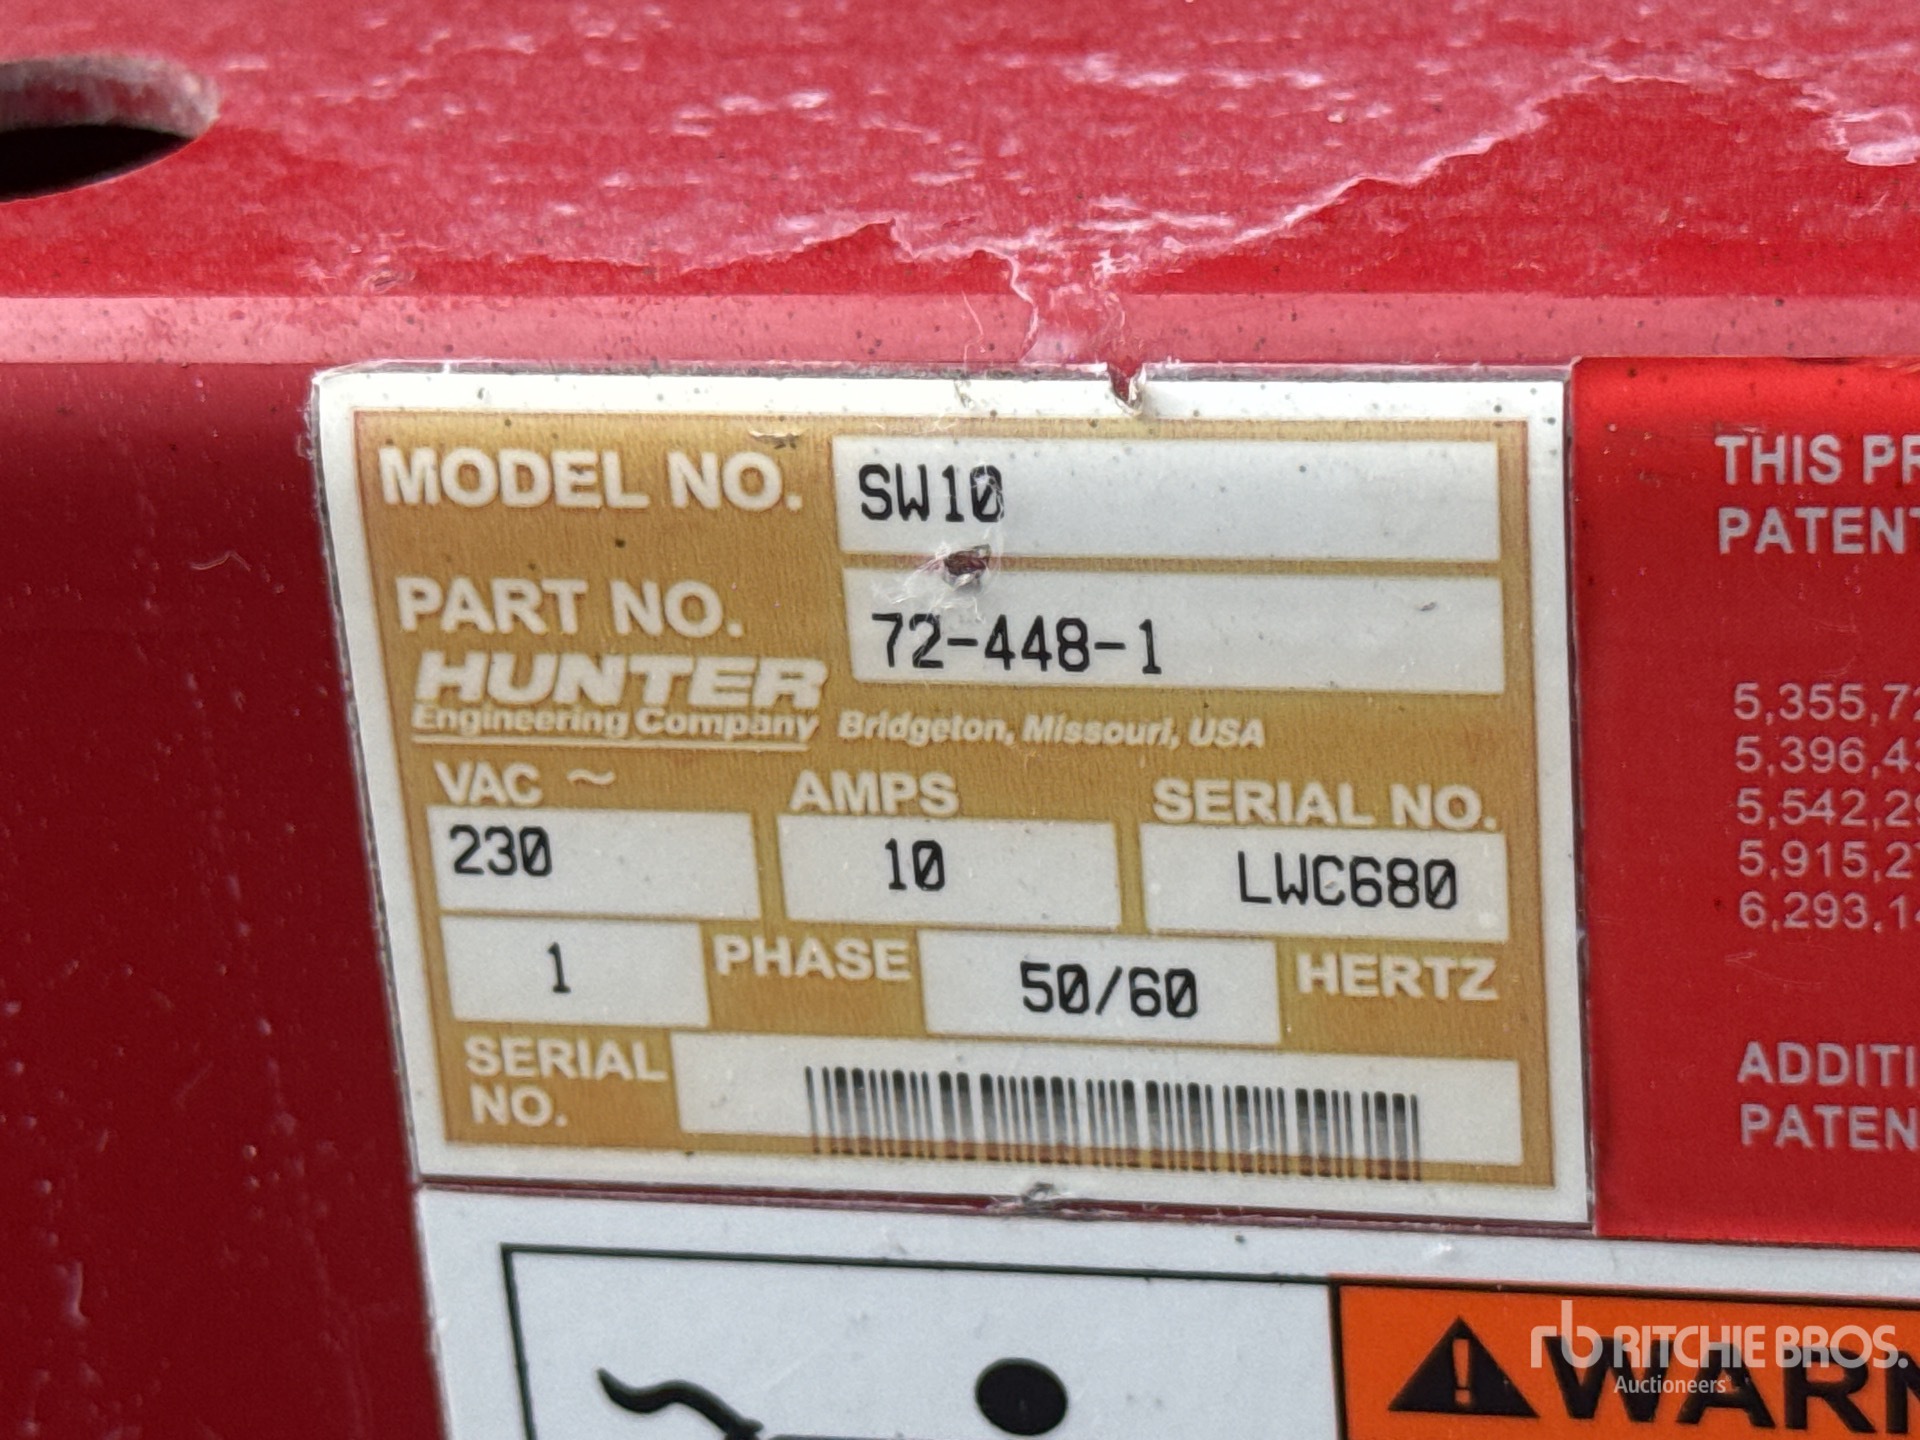 MODEL NO. SW10
PART NO. 72-448-1
HUNTER
Engineering Company Bridgeton, Missouri, USA
VAC ~ AMPS SERIAL NO.
230 10 LWC680
1 PHASE 50/60 HERTZ
SERIAL
NO.
THIS PR
PATENT
5,355,72
5,396,43
5,542,29
5,915,27
6,293,14
ADDITI
PATEN
WARN
rb RITCHIE BROS.
Auctioneers